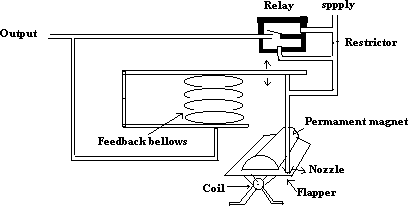 Relay
sppply
Output
Restrictor
Permament magnet
Feedback bellows
Nozzle
Coil
Flapper